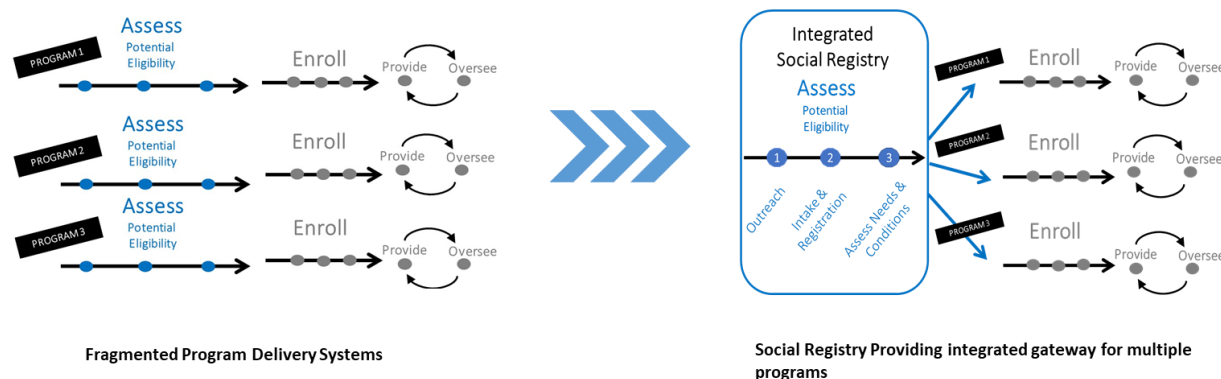 PROGRAM 1
Assess
Potential
Eligibility
Enroll
Provide
Oversee
PROGRAM 2
Assess
Potential
Eligibility
Enroll
Provide
Oversee
PROGRAM 3
Assess
Potential
Eligibility
Enroll
Provide
Oversee
Fragmented Program Delivery Systems
Integrated
Social Registry
Assess
Potential
Eligibility
1
2
3
Outreach
Intake &
Registration
Assess Needs &
Conditions
PROGRAM 1
Enroll
Provide
Oversee
PROGRAM 2
Enroll
Provide
Oversee
PROGRAM 3
Enroll
Provide
Oversee
Social Registry Providing integrated gateway for multiple
programs